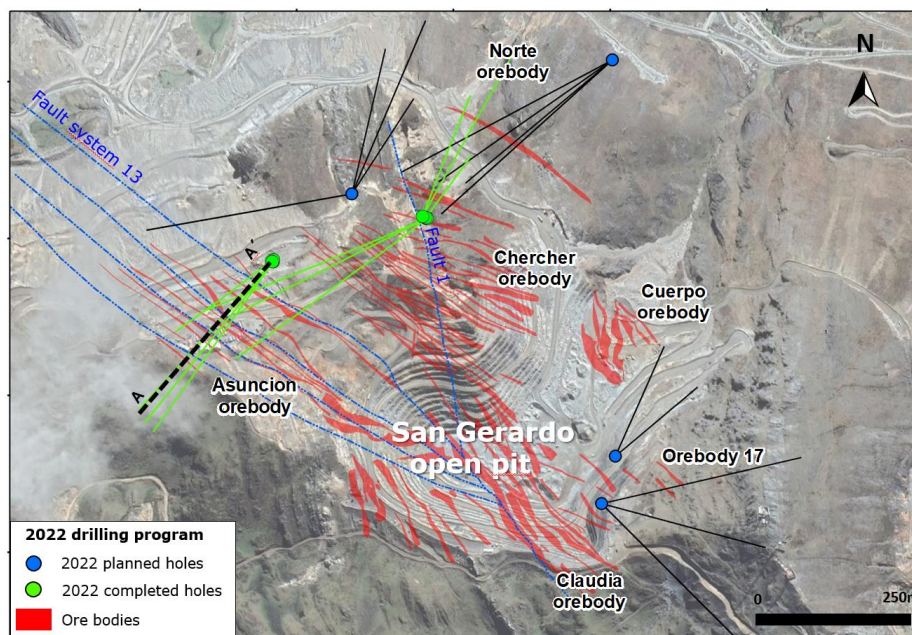 Norte
orebody
N
Fault system 13
A'
Fault 1
Chercher
orebody
Cuerpo
orebody
A
Asuncion
orebody
San Gerardo
open pit
Orebody 17
2022 drilling program
2022 planned holes
2022 completed holes
Ore bodies
Claudia
orebody
0
250m